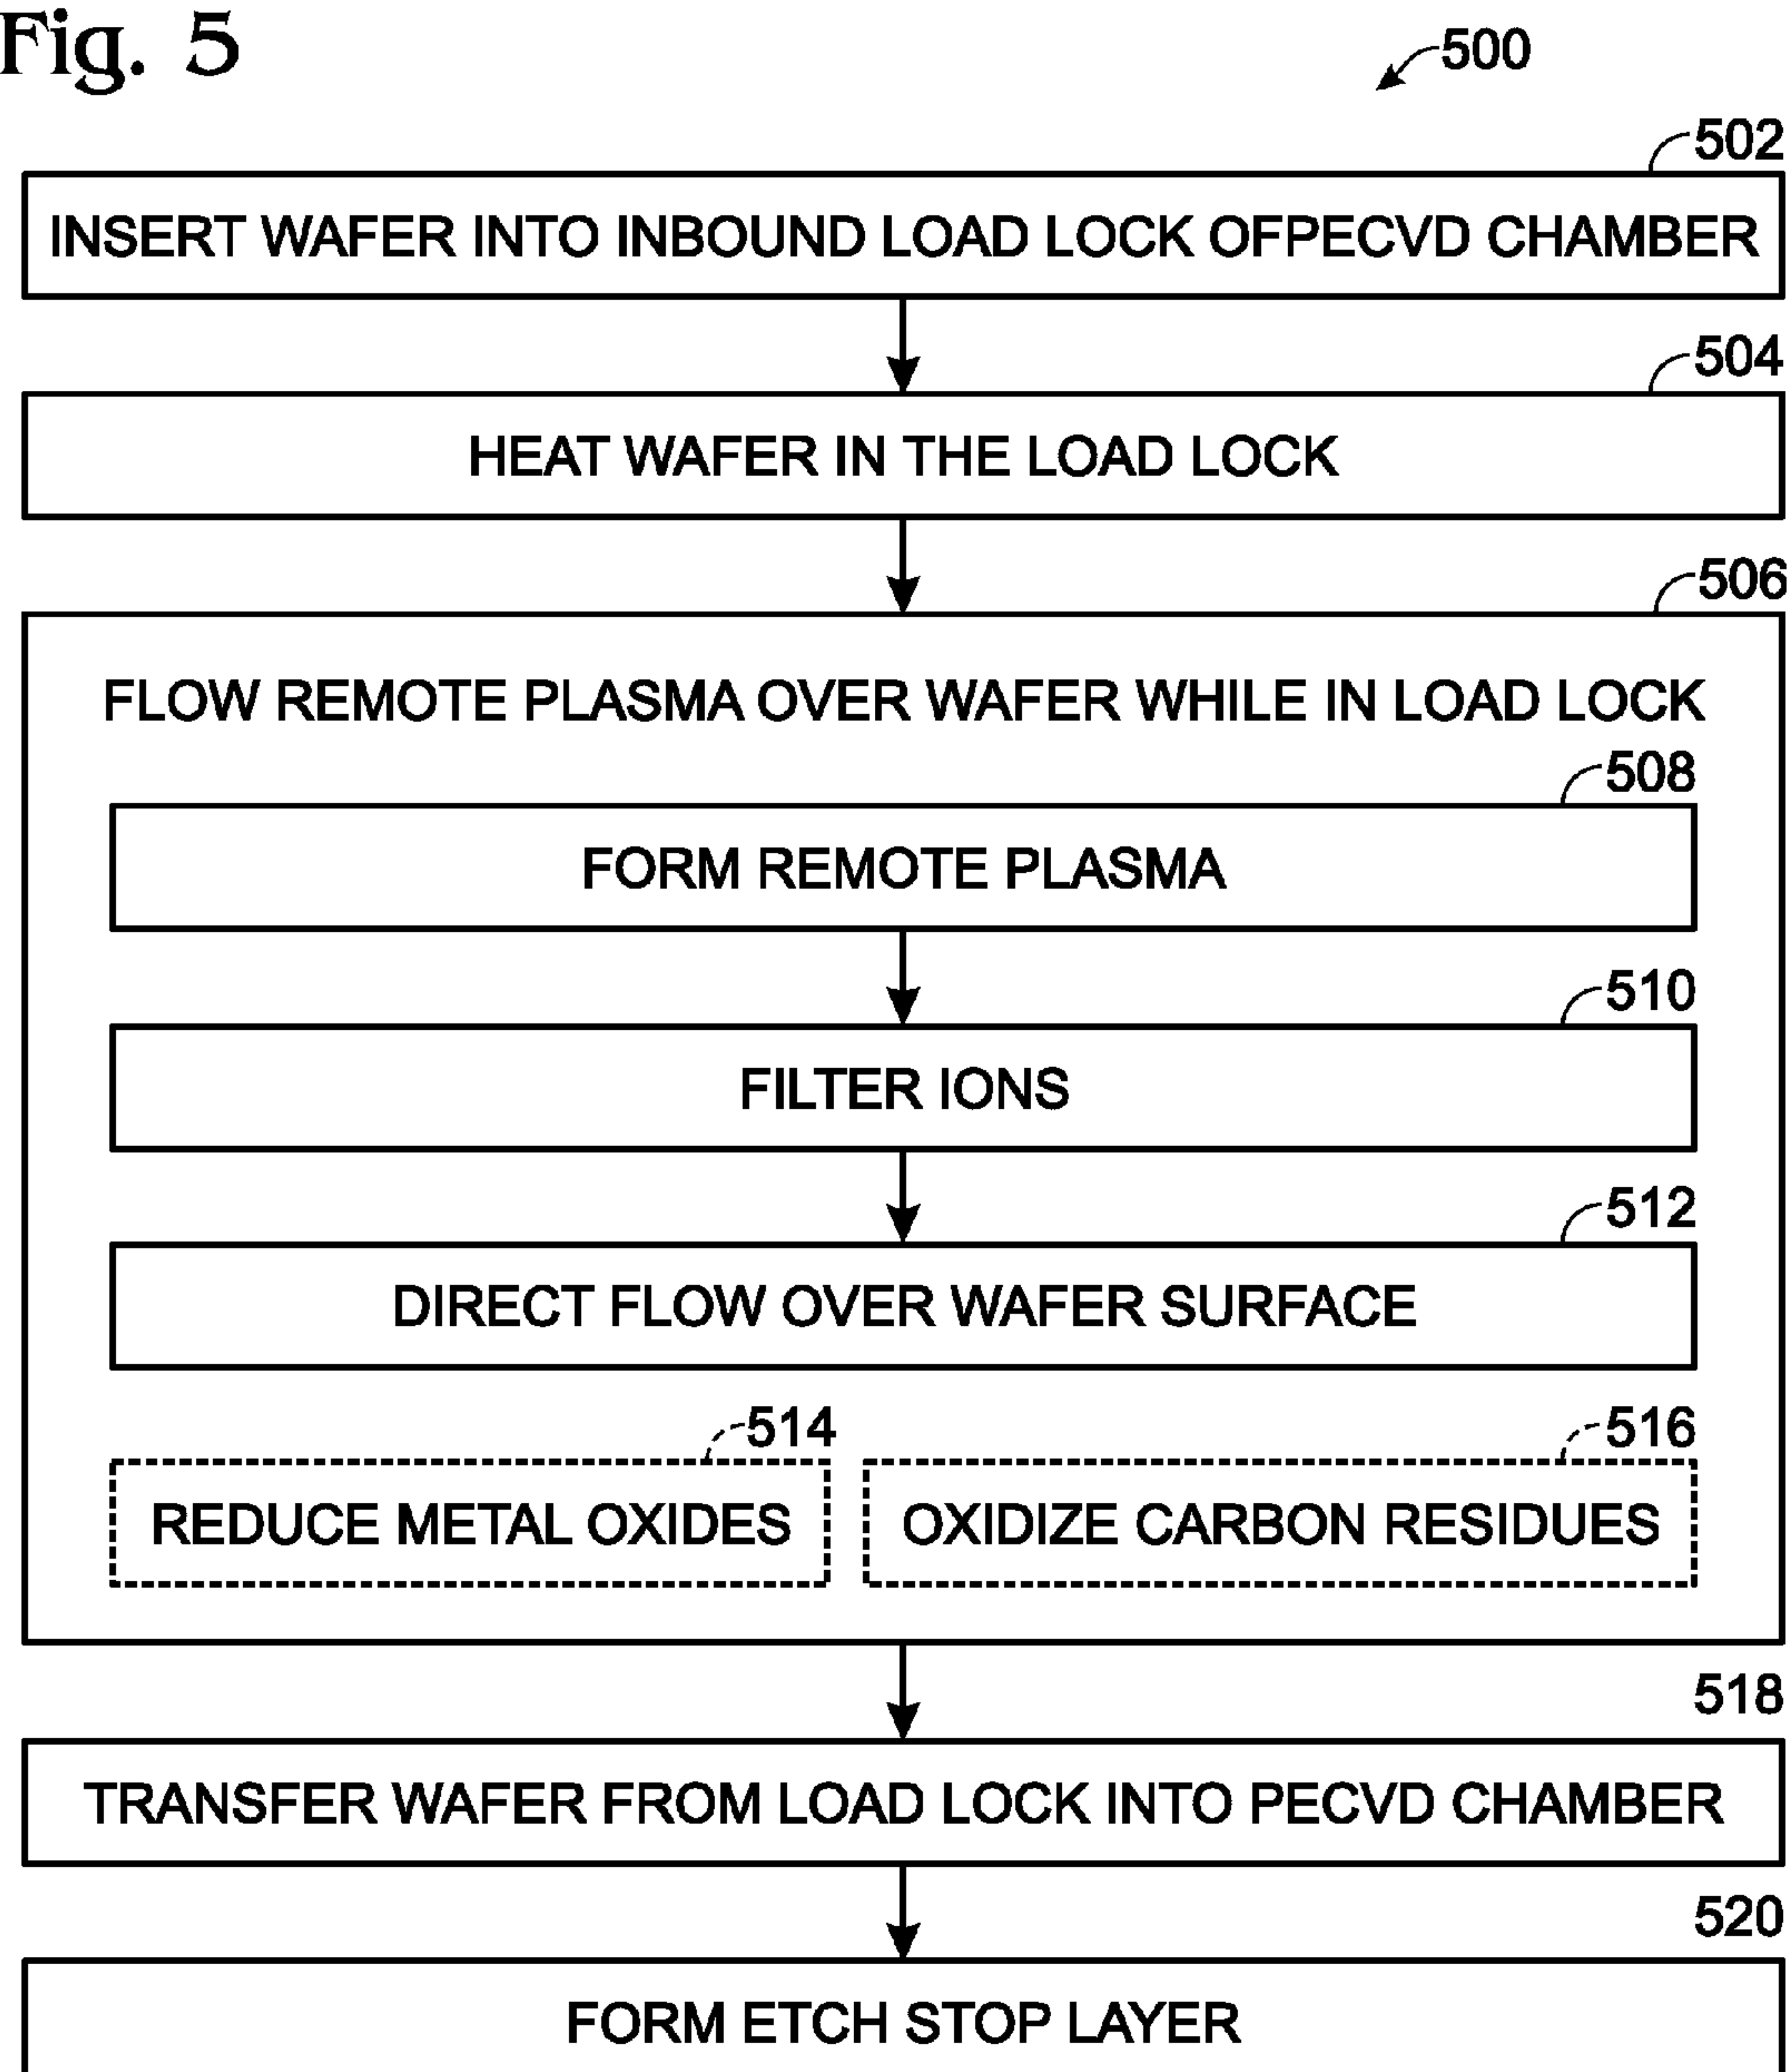 Fig. 5
500
502
INSERT WAFER INTO INBOUND LOAD LOCK OFPECVD CHAMBER
504
HEAT WAFER IN THE LOAD LOCK
506
FLOW REMOTE PLASMA OVER WAFER WHILE IN LOAD LOCK
508
FORM REMOTE PLASMA
510
FILTER IONS
512
DIRECT FLOW OVER WAFER SURFACE
514
REDUCE METAL OXIDES
516
OXIDIZE CARBON RESIDUES
518
TRANSFER WAFER FROM LOAD LOCK INTO PECVD CHAMBER
520
FORM ETCH STOP LAYER